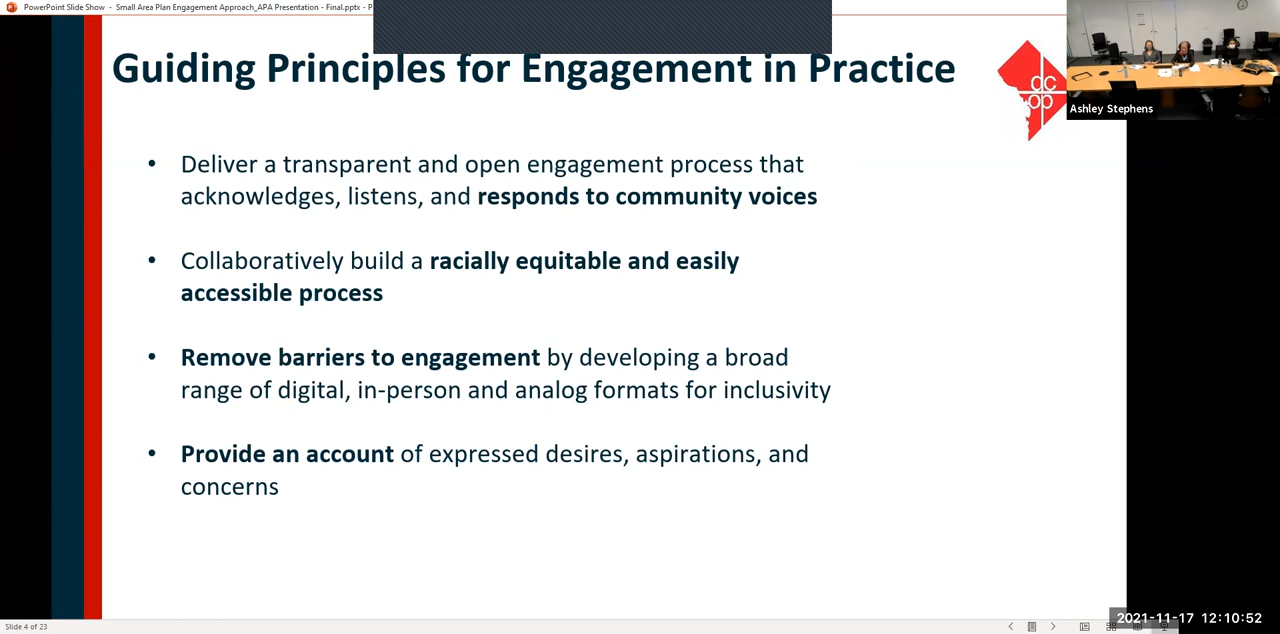 PowerPoint Slide Show - Small Area Plan Engagement Approach_APA Presentation - Final.pptx - P
Guiding Principles for Engagement in Practice
dc
op
Ashley Stephens
• Deliver a transparent and open engagement process that
acknowledges, listens, and responds to community voices
• Collaboratively build a racially equitable and easily
accessible process
• Remove barriers to engagement by developing a broad
range of digital, in-person and analog formats for inclusivity
• Provide an account of expressed desires, aspirations, and
concerns
Slide 4 of 23
2021-11-17 12:10:52